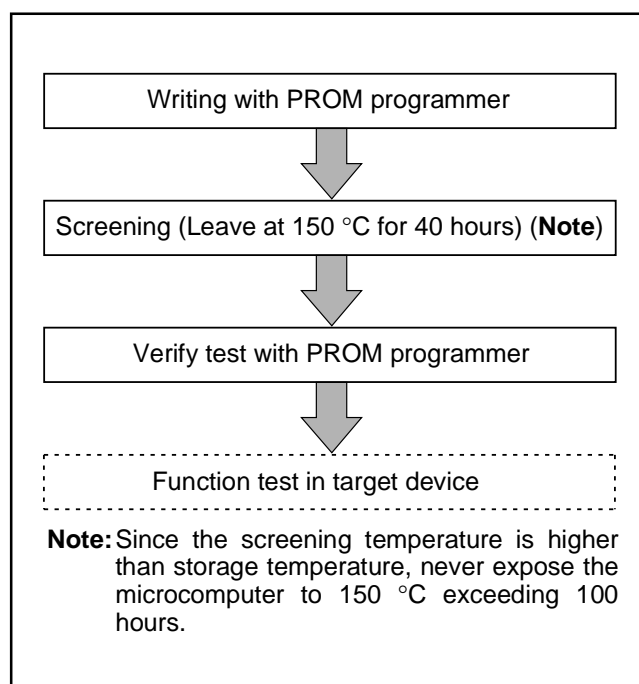 Writing with PROM programmer
Screening (Leave at 150 °C for 40 hours) (Note)
Verify test with PROM programmer
Function test in target device
Note: Since the screening temperature is higher
than storage temperature, never expose the
microcomputer to 150 °C exceeding 100
hours.